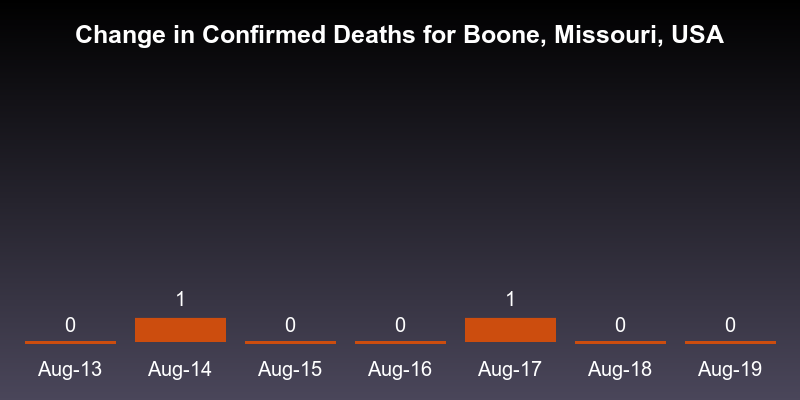 Change in Confirmed Deaths for Boone, Missouri, USA
0 1 0 0 1 0 0
Aug-13 Aug-14 Aug-15 Aug-16 Aug-17 Aug-18 Aug-19